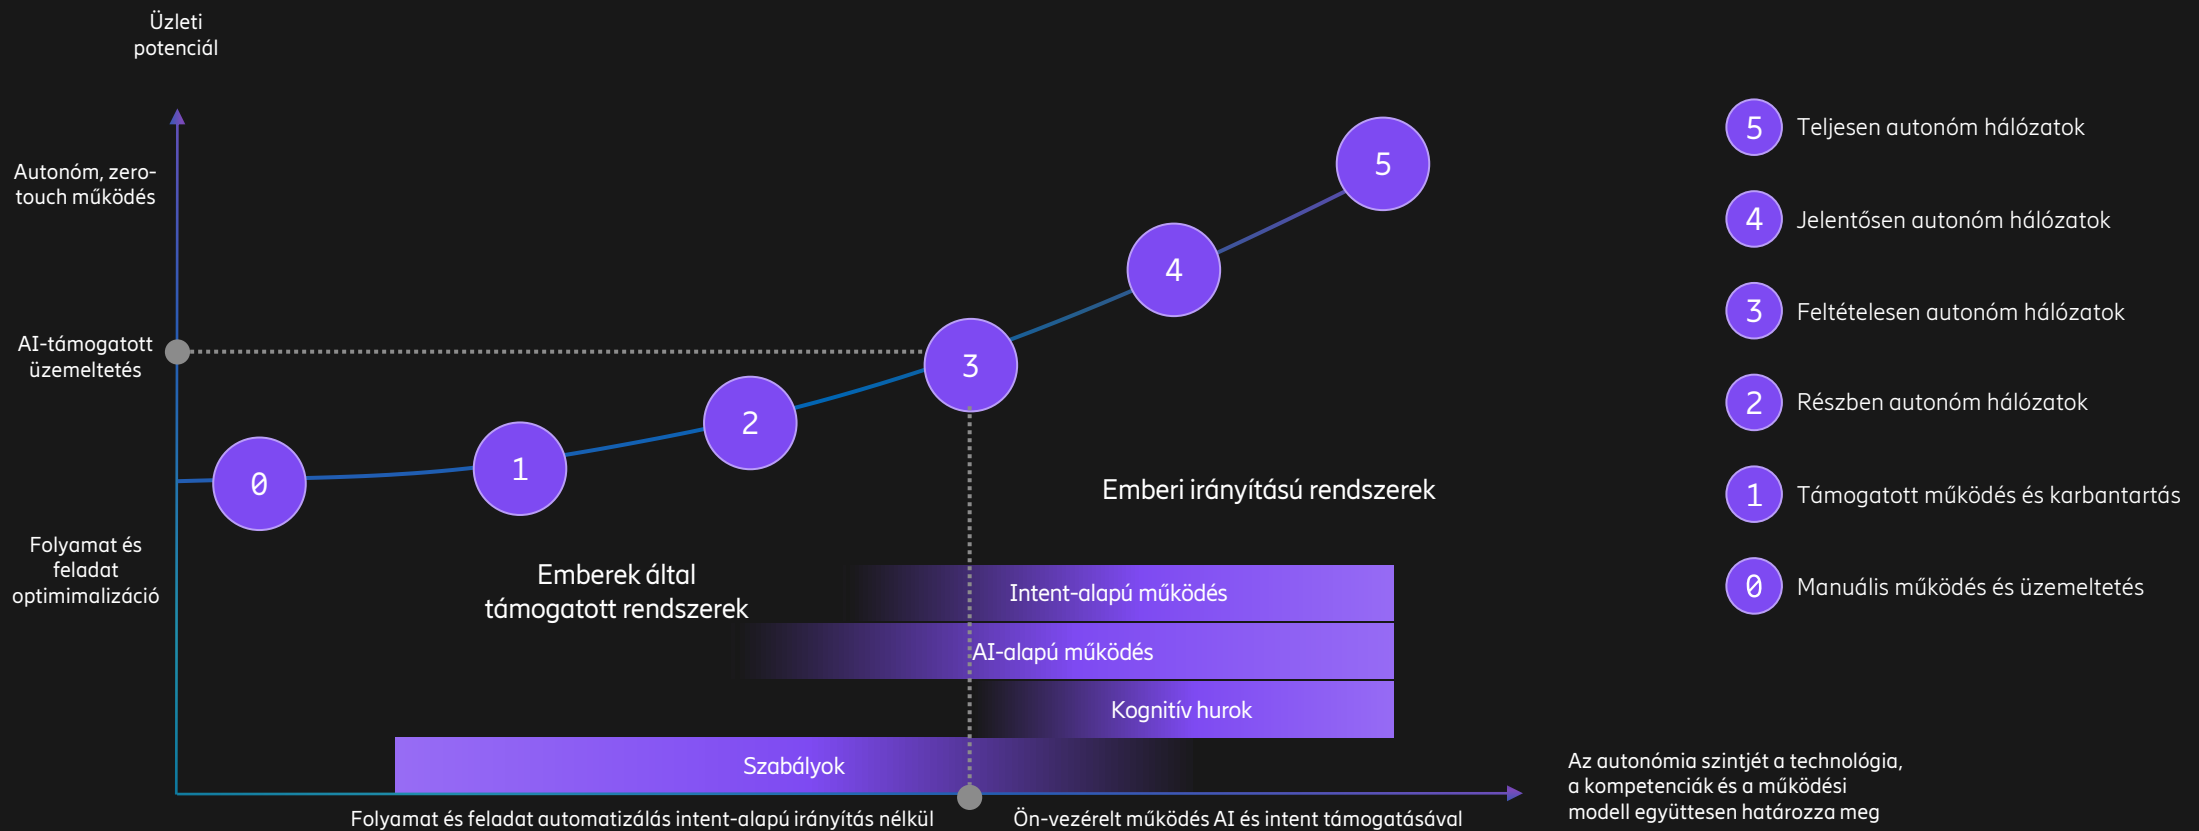 Üzleti
potenciál
Autonóm, zero-
touch működés
AI-támogatott
üzemeltetés
Folyamat és
feladat
optimimalizáció
0
1
2
3
4
5
Emberi irányítású rendszerek
Emberek által
támogatott rendszerek
Intent-alapú működés
AI-alapú működés
Kognitív hurok
Szabályok
Folyamat és feladat automatizálás intent-alapú irányítás nélkül
Ön-vezérelt működés AI és intent támogatásával
5 Teljesen autonóm hálózatok
4 Jelentősen autonóm hálózatok
3 Feltételesen autonóm hálózatok
2 Részben autonóm hálózatok
1 Támogatott működés és karbantartás
0 Manuális működés és üzemeltetés
Az autonómia szintjét a technológia,
a kompetenciák és a működési
modell együttesen határozza meg